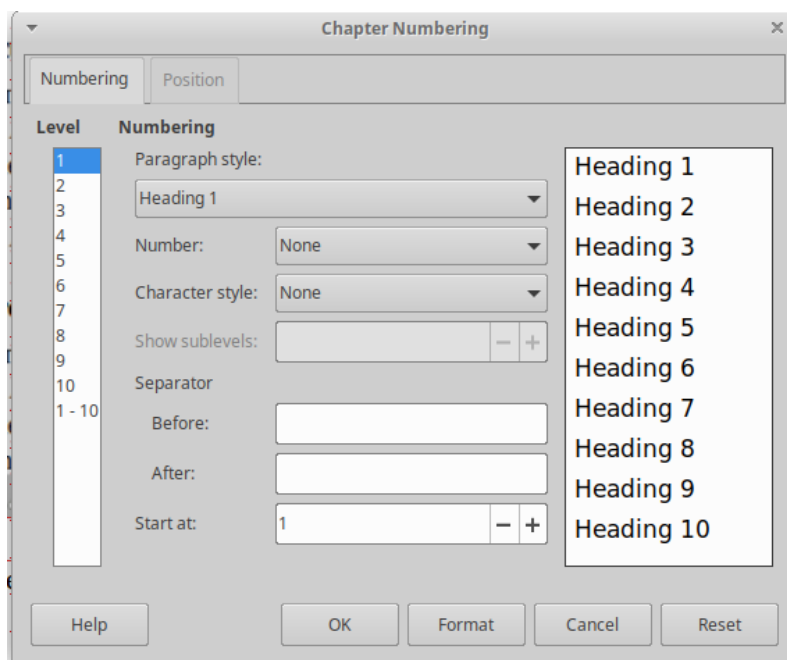 Chapter Numbering
Numbering Position
Level Numbering
1
2
3
4
5
6
7
8
9
10
1 - 10
Paragraph style:
Heading 1
Number: None
Character style: None
Show sublevels:
Separator
Before:
After:
Start at: 1
Heading 1
Heading 2
Heading 3
Heading 4
Heading 5
Heading 6
Heading 7
Heading 8
Heading 9
Heading 10
Help OK Format Cancel Reset